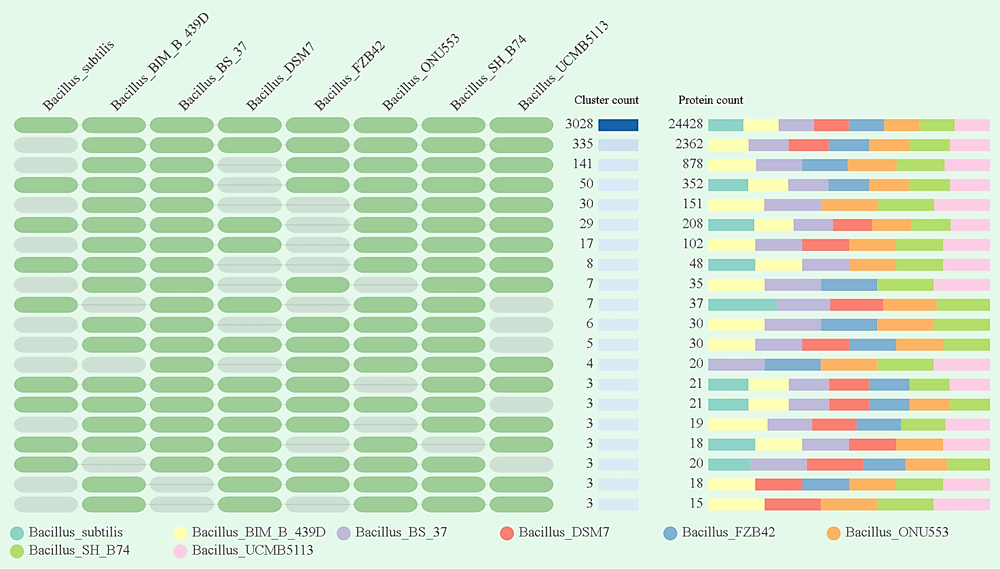 Bacillus_subtilis
Bacillus_BIM_B_439D
Bacillus_BS_37
Bacillus_DSM7
Bacillus_FZB42
Bacillus_ONU553
Bacillus_SH_B74
Bacillus_UCMB5113
Cluster count Protein count
3028 24428
335 2362
141 878
50 352
30 151
29 208
17 102
8 48
7 35
7 37
6 30
5 30
4 20
3 21
3 21
3 19
3 18
3 20
3 18
3 15
Bacillus_subtilis Bacillus_BIM_B_439D Bacillus_BS_37 Bacillus_DSM7 Bacillus_FZB42 Bacillus_ONU553
Bacillus_SH_B74 Bacillus_UCMB5113